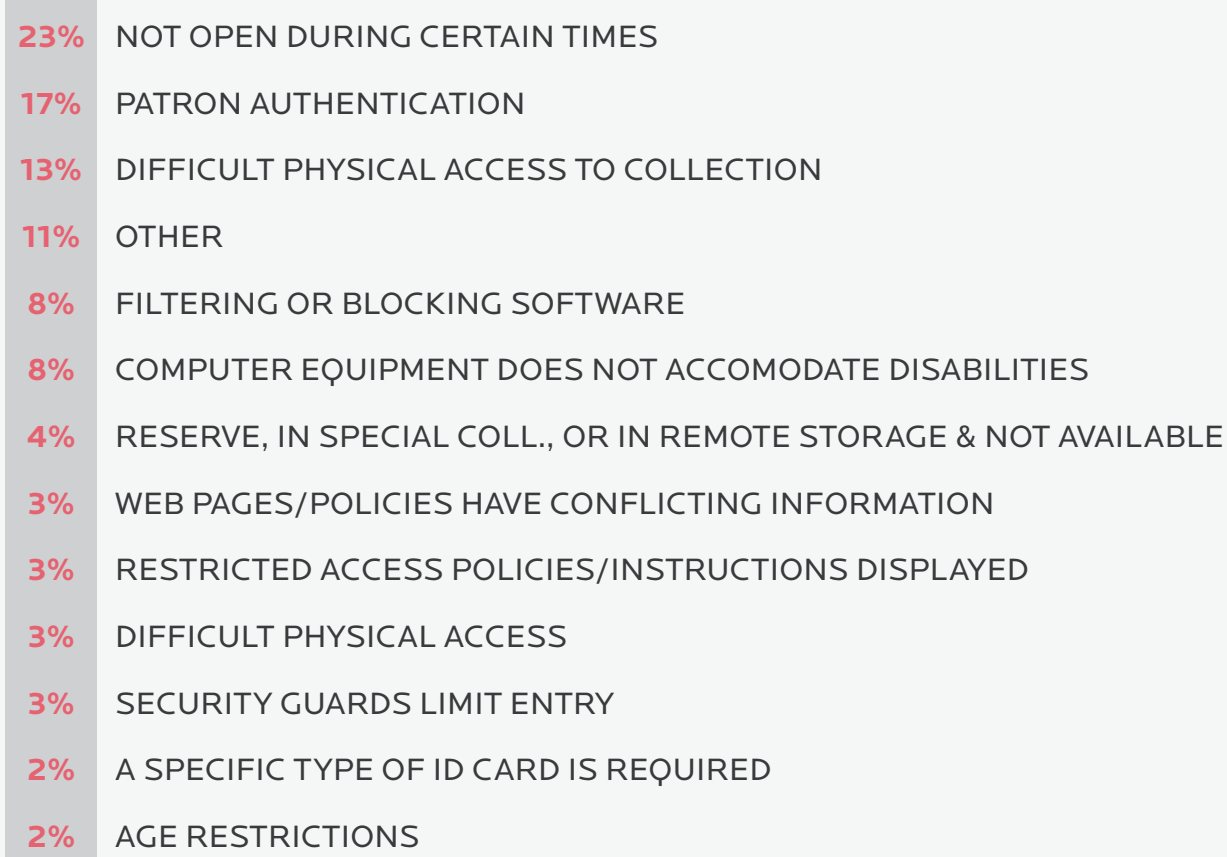 23% NOT OPEN DURING CERTAIN TIMES
17% PATRON AUTHENTICATION
13% DIFFICULT PHYSICAL ACCESS TO COLLECTION
11% OTHER
8% FILTERING OR BLOCKING SOFTWARE
8% COMPUTER EQUIPMENT DOES NOT ACCOMODATE DISABILITIES
4% RESERVE, IN SPECIAL COLL., OR IN REMOTE STORAGE & NOT AVAILABLE
3% WEB PAGES/POLICIES HAVE CONFLICTING INFORMATION
3% RESTRICTED ACCESS POLICIES/INSTRUCTIONS DISPLAYED
3% DIFFICULT PHYSICAL ACCESS
3% SECURITY GUARDS LIMIT ENTRY
2% A SPECIFIC TYPE OF ID CARD IS REQUIRED
2% AGE RESTRICTIONS